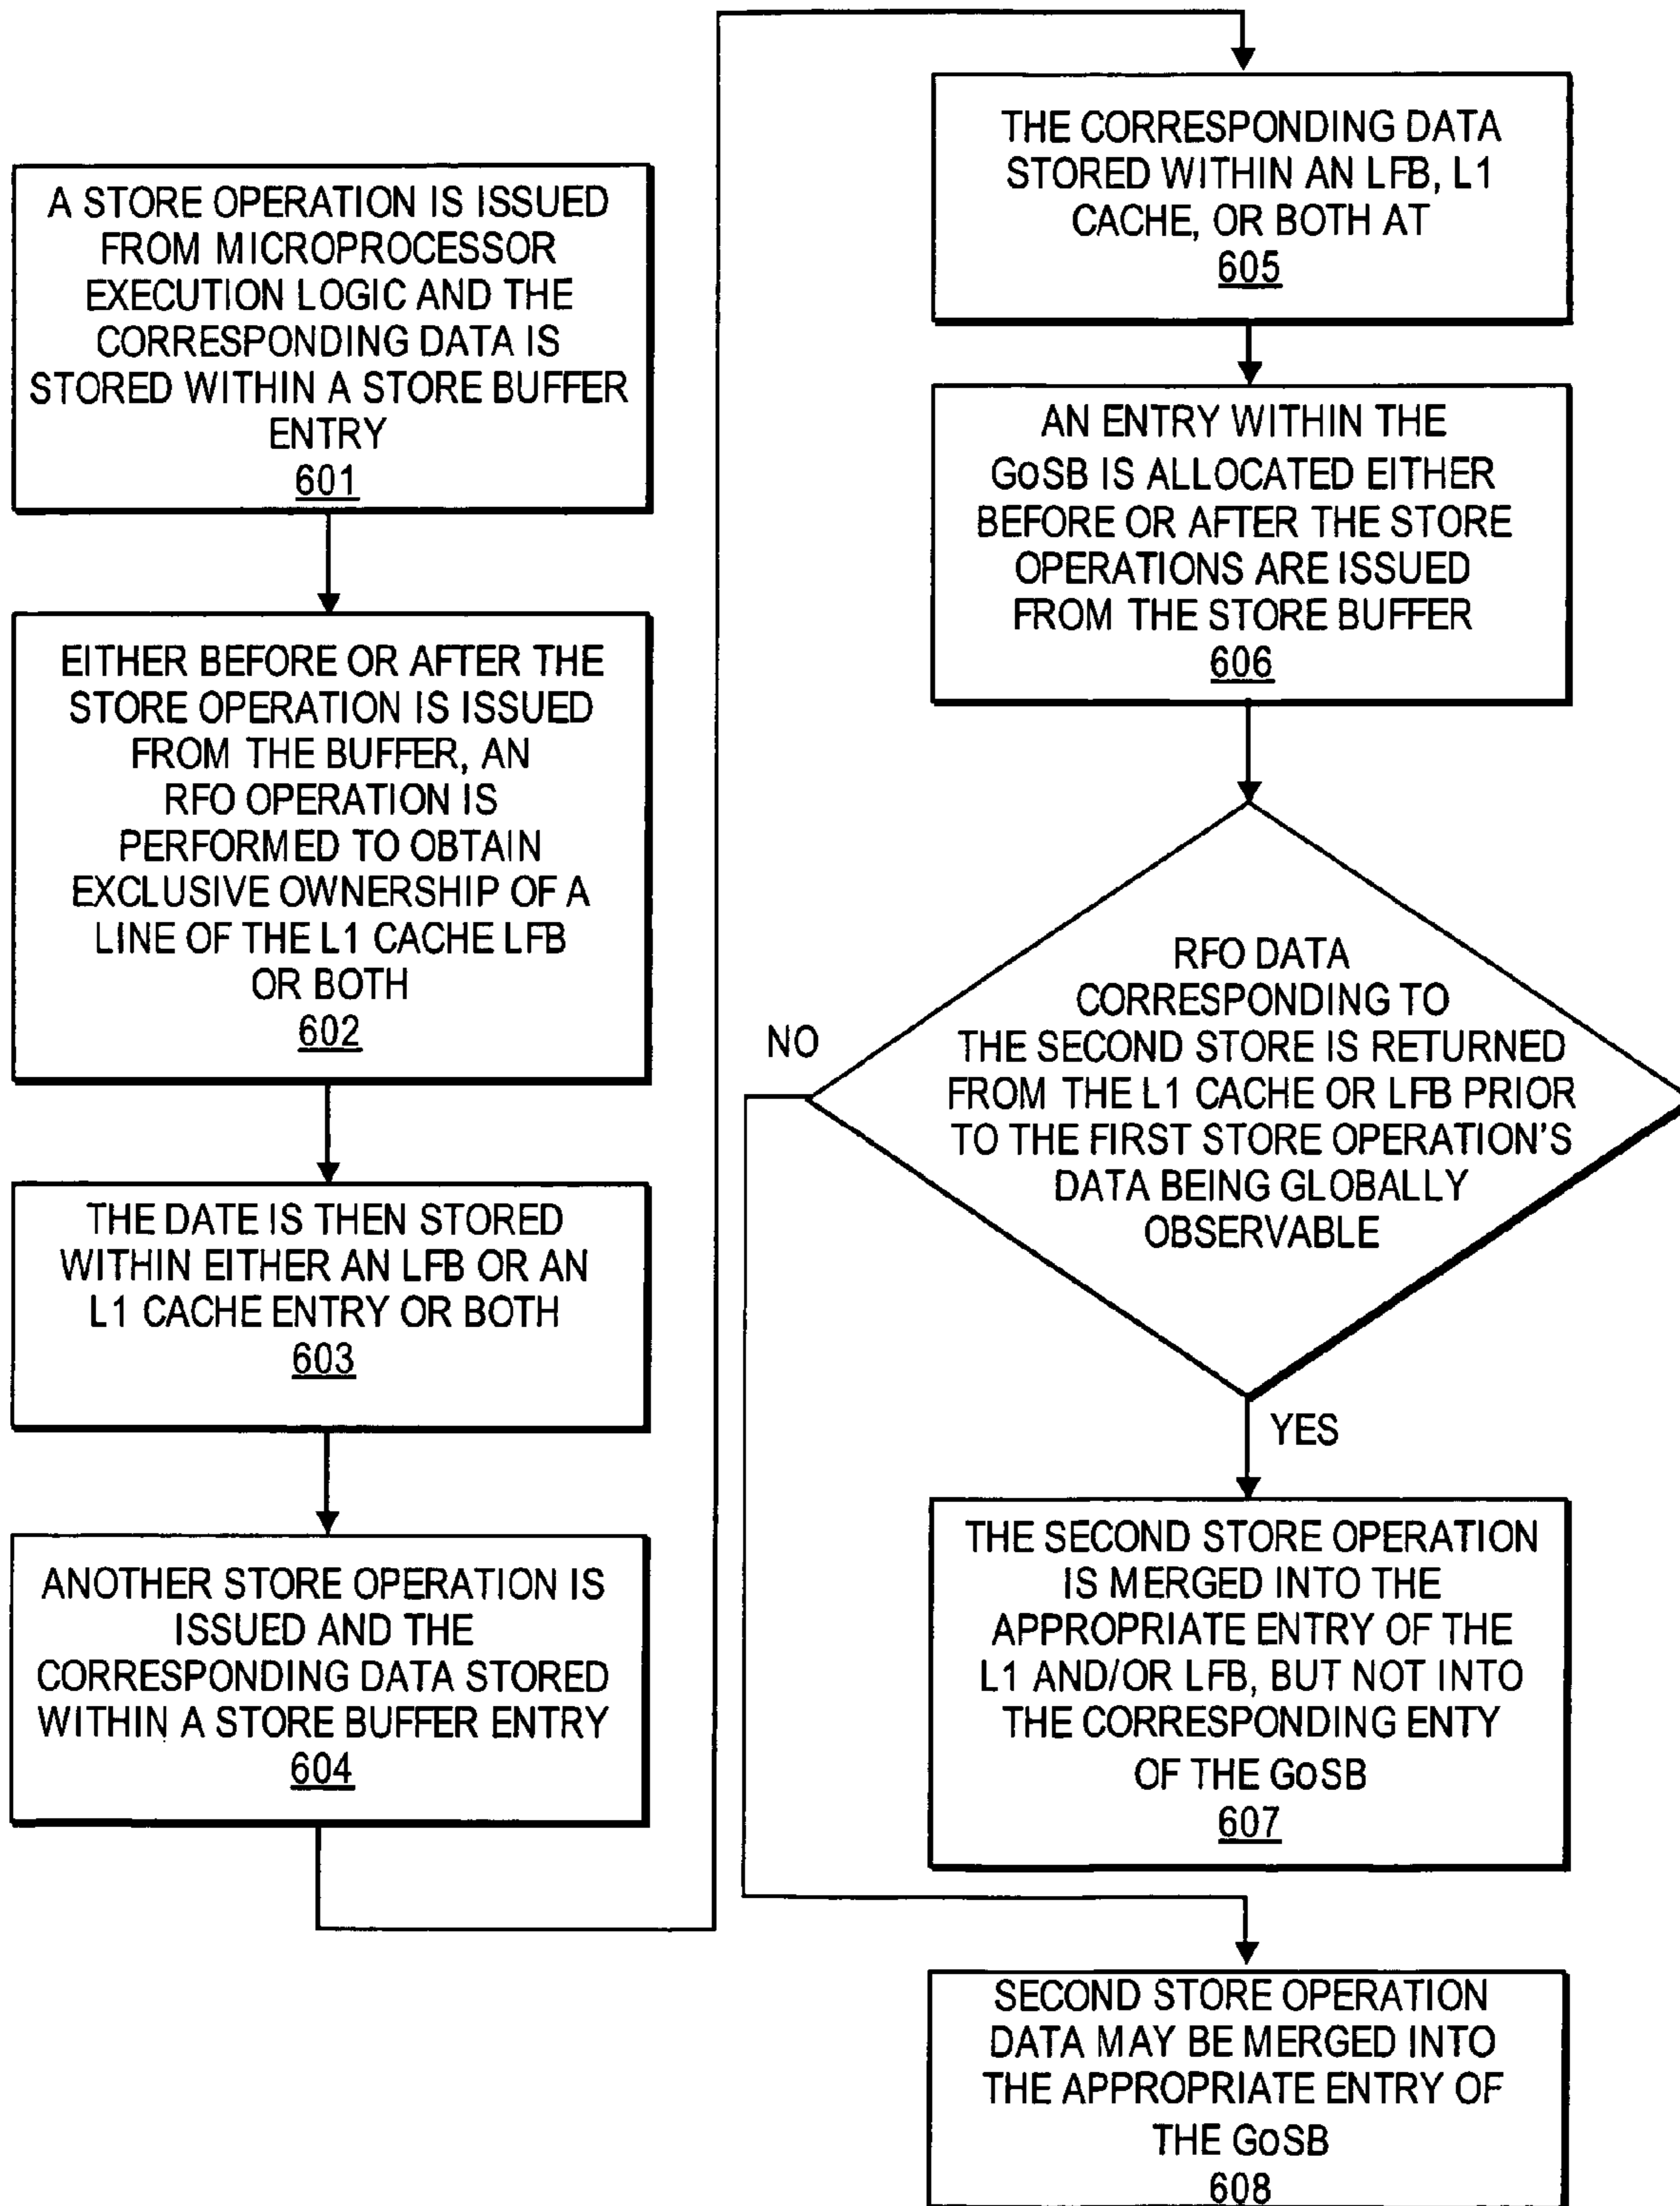 A STORE OPERATION IS ISSUED
FROM MICROPROCESSOR
EXECUTION LOGIC AND THE
CORRESPONDING DATA IS
STORED WITHIN A STORE BUFFER
ENTRY
601
EITHER BEFORE OR AFTER THE
STORE OPERATION IS ISSUED
FROM THE BUFFER, AN
RFO OPERATION IS
PERFORMED TO OBTAIN
EXCLUSIVE OWNERSHIP OF A
LINE OF THE L1 CACHE LFB
OR BOTH
602
THE DATE IS THEN STORED
WITHIN EITHER AN LFB OR AN
L1 CACHE ENTRY OR BOTH
603
ANOTHER STORE OPERATION IS
ISSUED AND THE
CORRESPONDING DATA STORED
WITHIN A STORE BUFFER ENTRY
604
THE CORRESPONDING DATA
STORED WITHIN AN LFB, L1
CACHE, OR BOTH AT
605
AN ENTRY WITHIN THE
GoSB IS ALLOCATED EITHER
BEFORE OR AFTER THE STORE
OPERATIONS ARE ISSUED
FROM THE STORE BUFFER
606
RFO DATA
CORRESPONDING TO
THE SECOND STORE IS RETURNED
FROM THE L1 CACHE OR LFB PRIOR
TO THE FIRST STORE OPERATION'S
DATA BEING GLOBALLY
OBSERVABLE
NO
YES
THE SECOND STORE OPERATION
IS MERGED INTO THE
APPROPRIATE ENTRY OF THE
L1 AND/OR LFB, BUT NOT INTO
THE CORRESPONDING ENTY
OF THE GoSB
607
SECOND STORE OPERATION
DATA MAY BE MERGED INTO
THE APPROPRIATE ENTRY OF
THE GoSB
608